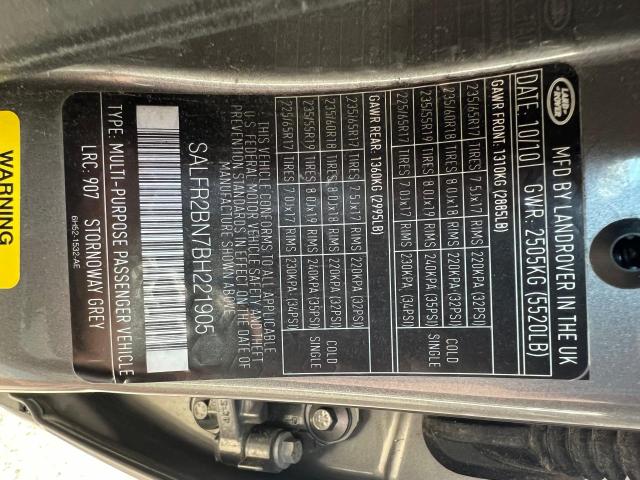 LAND ROVER
MFD BY LANDROVER IN THE UK
DATE: 10/10 GWR: 2505KG (5520LB)
GAWR FRONT: 1310KG (2885LB)
235/65R17 TIRES 7.5Jx17 RIMS 220KPA (32PSI)
235/60R18 TIRES 8.0Jx18 RIMS 220KPA (32PSI) COLD
235/55R19 TIRES 8.0Jx19 RIMS 240KPA (35PSI) SINGLE
225/65R17 TIRES 7.0Jx17 RIMS 230KPA (34PSI)
GAWR REAR: 1360KG (2995LB)
235/65R17 TIRES 7.5Jx17 RIMS 220KPA (32PSI)
235/60R18 TIRES 8.0Jx18 RIMS 220KPA (32PSI) COLD
235/55R19 TIRES 8.0Jx19 RIMS 240KPA (35PSI) SINGLE
225/65R17 TIRES 7.0Jx17 RIMS 230KPA (34PSI)
THIS VEHICLE CONFORMS TO ALL APPLICABLE
U.S FEDERAL MOTOR VEHICLE SAFETY AND THEFT
PREVENTION STANDARDS IN EFFECT ON THE DATE OF
MANUFACTURE SHOWN ABOVE
SALFR2BN7BH221905
TYPE: MULTI-PURPOSE PASSENGER VEHICLE
LRC: 907 STORNOWAY GREY
6H52-1532-AE
WARNING